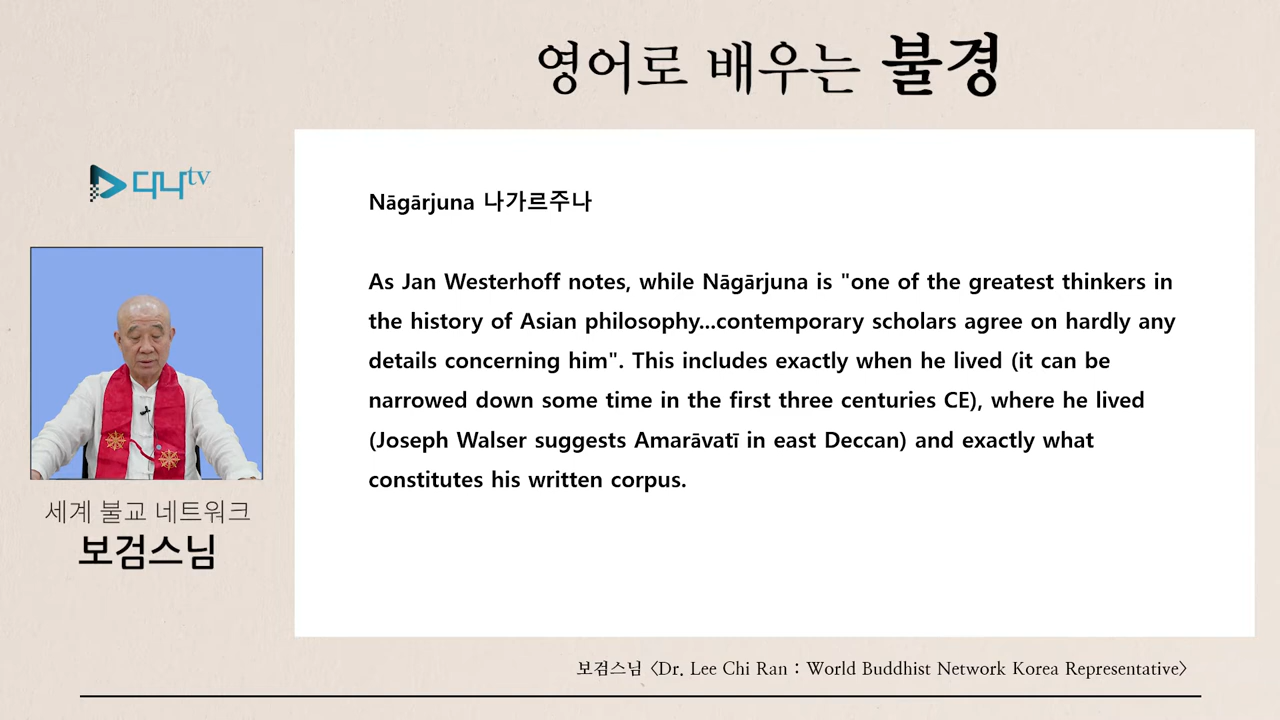 영어로 배우는 불경
다나tv
Nāgārjuna 나가르주나
As Jan Westerhoff notes, while Nāgārjuna is "one of the greatest thinkers in
the history of Asian philosophy...contemporary scholars agree on hardly any
details concerning him". This includes exactly when he lived (it can be
narrowed down some time in the first three centuries CE), where he lived
(Joseph Walser suggests Amarāvatī in east Deccan) and exactly what
constitutes his written corpus.
세계 불교 네트워크
보검스님
보검스님 <Dr. Lee Chi Ran : World Buddhist Network Korea Representative>